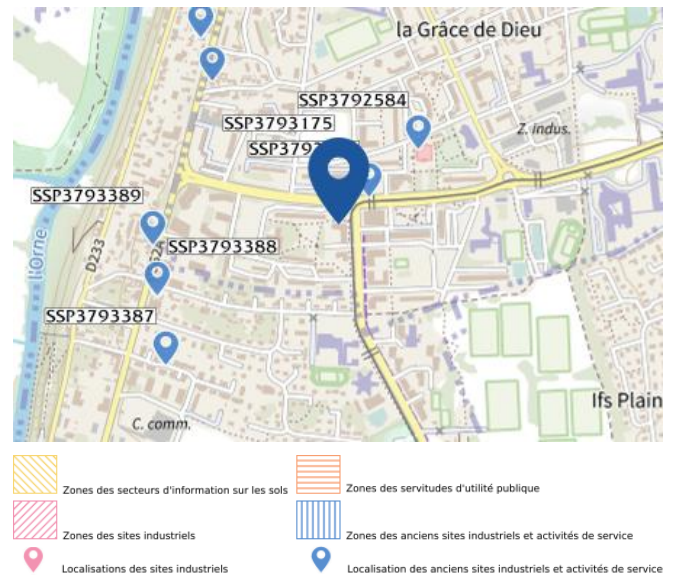 la Grâce de Dieu
SSP3792584
SSP3793175
Z. indus.
SSP3793389
SSP3793388
l'Orne
D233
SSP3793387
Ifs Plain
C. comm.
Zones des secteurs d'information sur les sols
Zones des servitudes d'utilité publique
Zones des sites industriels
Zones des anciens sites industriels et activités de service
Localisations des sites industriels
Localisation des anciens sites industriels et activités de service